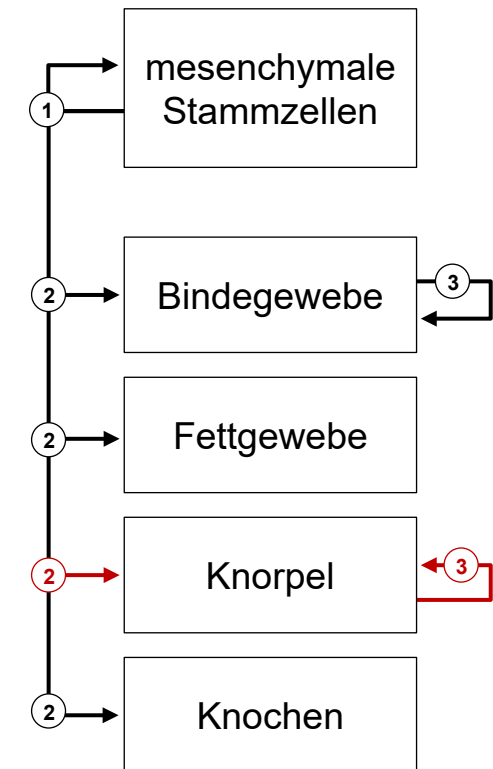 mesenchymale
Stammzellen
1
2
Bindegewebe
3
2
Fettgewebe
2
Knorpel
3
2
Knochen